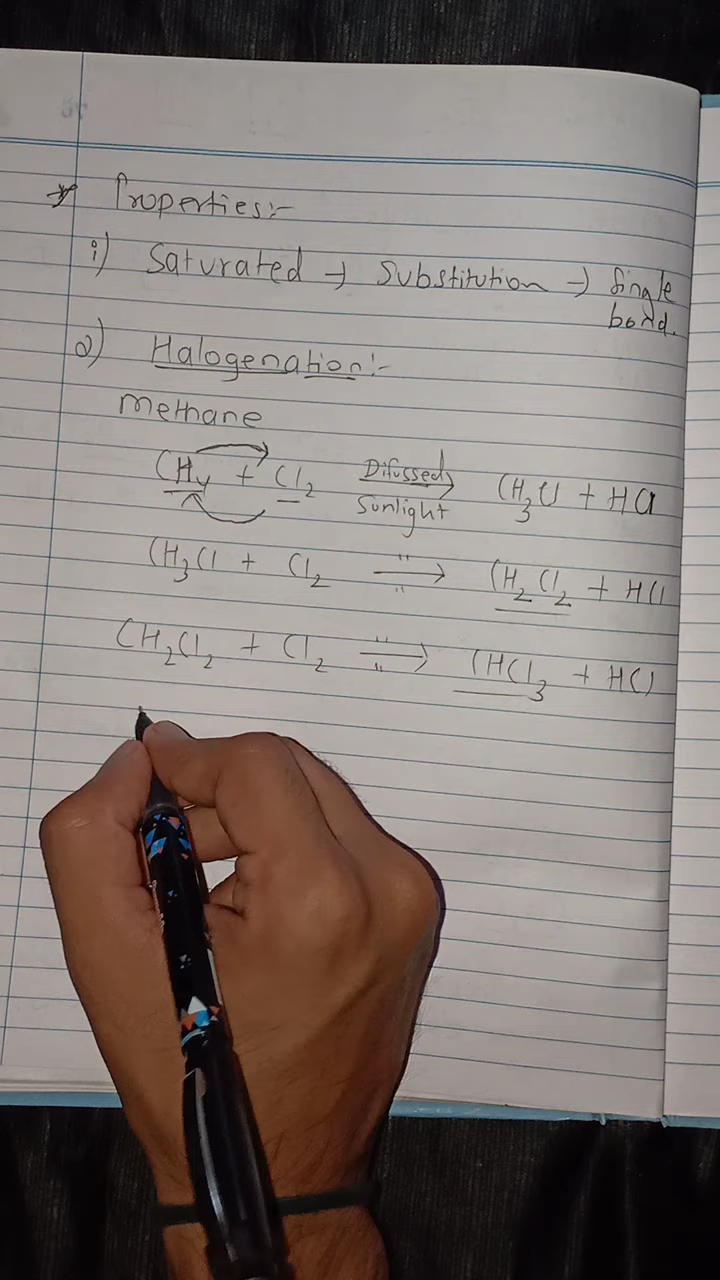 * Properties:-
i) Saturated → Substitution → Single bond.
2) Halogenation:-
Methane
CH4 + Cl2 Difussed Sunlight → CH3Cl + HCl
CH3Cl + Cl2 " → " CH2Cl2 + HCl
CH2Cl2 + Cl2 " → " CHCl3 + HCl